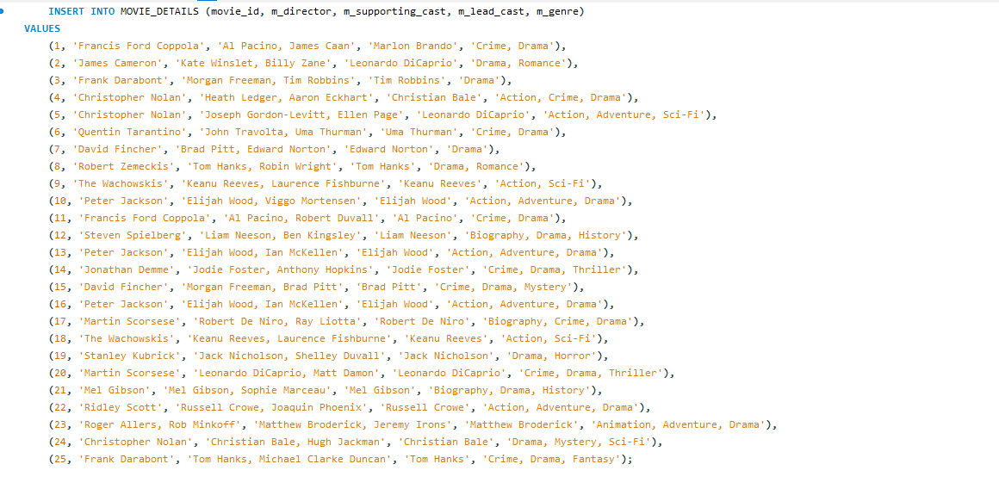 INSERT INTO MOVIE_DETAILS (movie_id, m_director, m_supporting_cast, m_lead_cast, m_genre)
VALUES
(1, 'Francis Ford Coppola', 'Al Pacino, James Caan', 'Marlon Brando', 'Crime, Drama'),
(2, 'James Cameron', 'Kate Winslet, Billy Zane', 'Leonardo DiCaprio', 'Drama, Romance'),
(3, 'Frank Darabont', 'Morgan Freeman, Tim Robbins', 'Tim Robbins', 'Drama'),
(4, 'Christopher Nolan', 'Heath Ledger, Aaron Eckhart', 'Christian Bale', 'Action, Crime, Drama'),
(5, 'Christopher Nolan', 'Joseph Gordon-Levitt, Ellen Page', 'Leonardo DiCaprio', 'Action, Adventure, Sci-Fi'),
(6, 'Quentin Tarantino', 'John Travolta, Uma Thurman', 'Uma Thurman', 'Crime, Drama'),
(7, 'David Fincher', 'Brad Pitt, Edward Norton', 'Edward Norton', 'Drama'),
(8, 'Robert Zemeckis', 'Tom Hanks, Robin Wright', 'Tom Hanks', 'Drama, Romance'),
(9, 'The Wachowskis', 'Keanu Reeves, Laurence Fishburne', 'Keanu Reeves', 'Action, Sci-Fi'),
(10, 'Peter Jackson', 'Elijah Wood, Viggo Mortensen', 'Elijah Wood', 'Action, Adventure, Drama'),
(11, 'Francis Ford Coppola', 'Al Pacino, Robert Duvall', 'Al Pacino', 'Crime, Drama'),
(12, 'Steven Spielberg', 'Liam Neeson, Ben Kingsley', 'Liam Neeson', 'Biography, Drama, History'),
(13, 'Peter Jackson', 'Elijah Wood, Ian McKellen', 'Elijah Wood', 'Action, Adventure, Drama'),
(14, 'Jonathan Demme', 'Jodie Foster, Anthony Hopkins', 'Jodie Foster', 'Crime, Drama, Thriller'),
(15, 'David Fincher', 'Morgan Freeman, Brad Pitt', 'Brad Pitt', 'Crime, Drama, Mystery'),
(16, 'Peter Jackson', 'Elijah Wood, Ian McKellen', 'Elijah Wood', 'Action, Adventure, Drama'),
(17, 'Martin Scorsese', 'Robert De Niro, Ray Liotta', 'Robert De Niro', 'Biography, Crime, Drama'),
(18, 'The Wachowskis', 'Keanu Reeves, Laurence Fishburne', 'Keanu Reeves', 'Action, Sci-Fi'),
(19, 'Stanley Kubrick', 'Jack Nicholson, Shelley Duvall', 'Jack Nicholson', 'Drama, Horror'),
(20, 'Martin Scorsese', 'Leonardo DiCaprio, Matt Damon', 'Leonardo DiCaprio', 'Crime, Drama, Thriller'),
(21, 'Mel Gibson', 'Mel Gibson, Sophie Marceau', 'Mel Gibson', 'Biography, Drama, History'),
(22, 'Ridley Scott', 'Russell Crowe, Joaquin Phoenix', 'Russell Crowe', 'Action, Adventure, Drama'),
(23, 'Roger Allers, Rob Minkoff', 'Matthew Broderick, Jeremy Irons', 'Matthew Broderick', 'Animation, Adventure, Drama'),
(24, 'Christopher Nolan', 'Christian Bale, Hugh Jackman', 'Christian Bale', 'Drama, Mystery, Sci-Fi'),
(25, 'Frank Darabont', 'Tom Hanks, Michael Clarke Duncan', 'Tom Hanks', 'Crime, Drama, Fantasy');